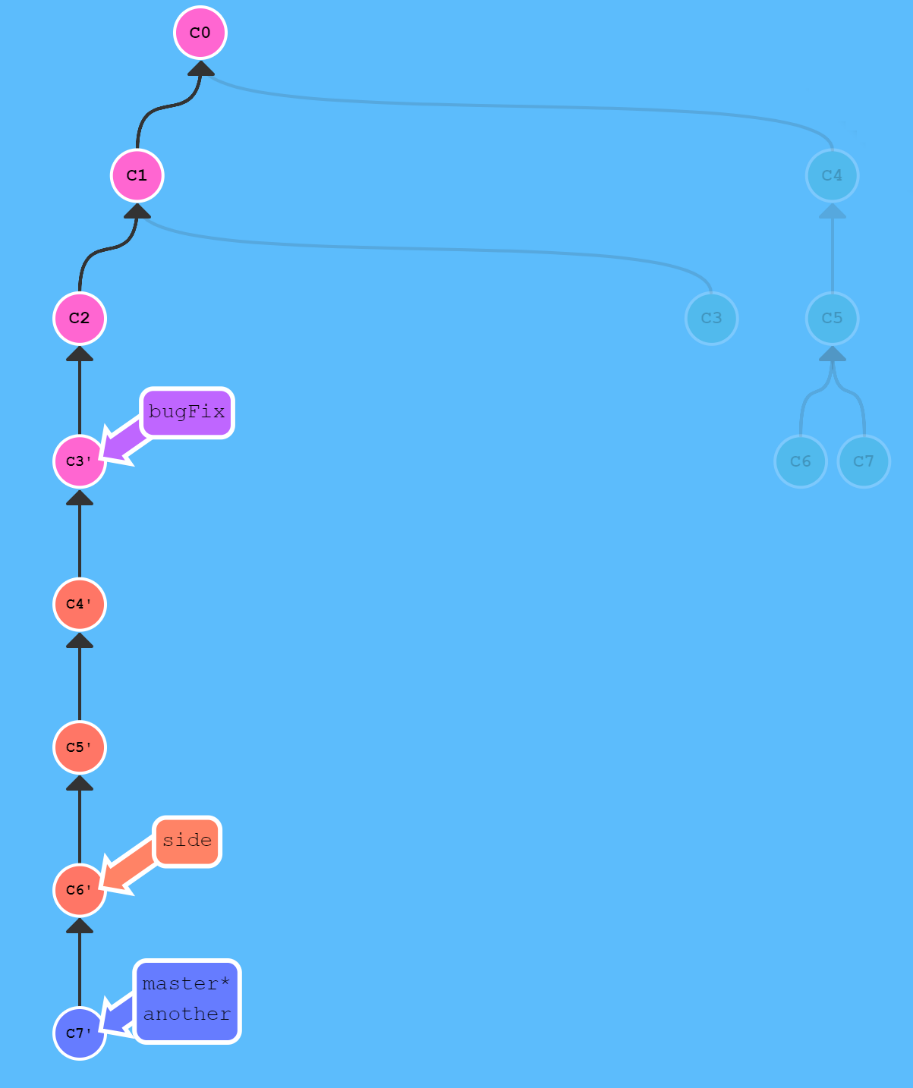 C0
C1
C4
C2
C3
C5
bugFix
C3'
C6
C7
C4'
C5'
side
C6'
master*
another
C7'